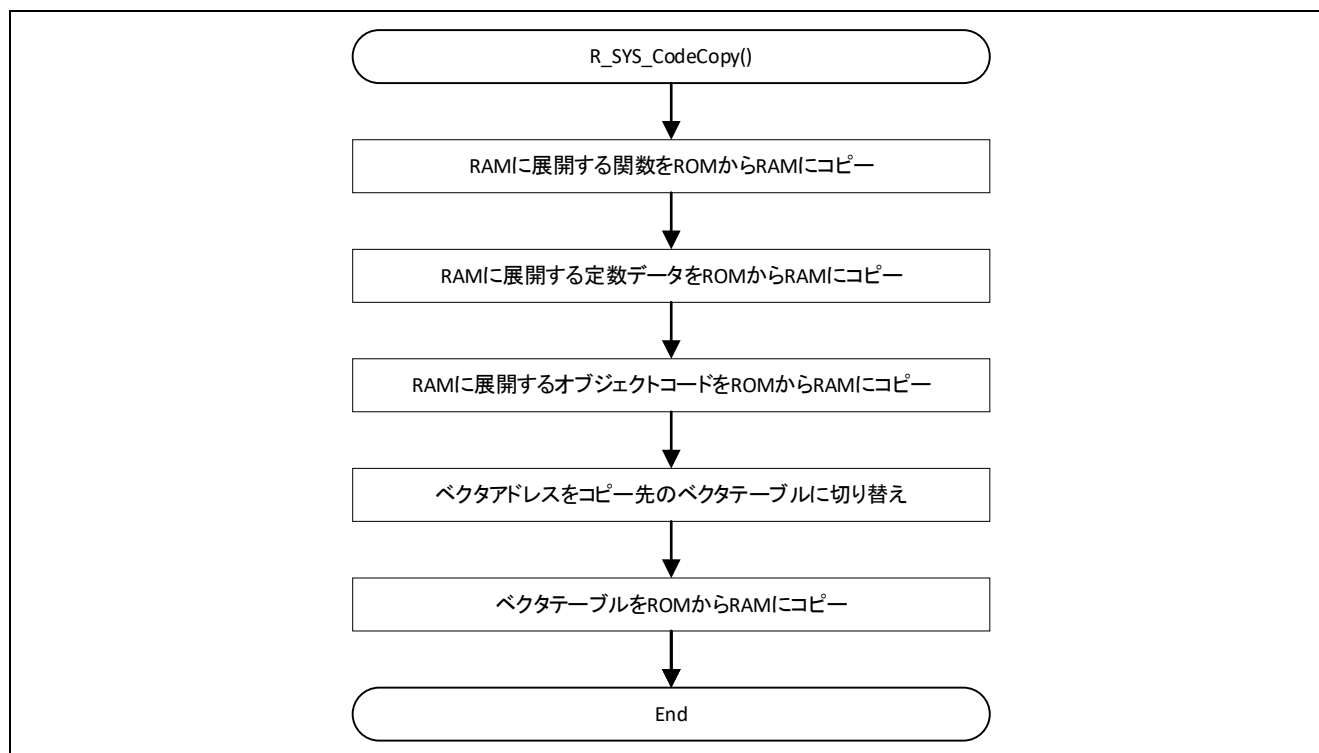 R_SYS_CodeCopy()
RAMに展開する関数をROMからRAMにコピー
RAMに展開する定数データをROMからRAMにコピー
RAMに展開するオブジェクトコードをROMからRAMにコピー
ベクタアドレスをコピー先のベクタテーブルに切り替え
ベクタテーブルをROMからRAMにコピー
End